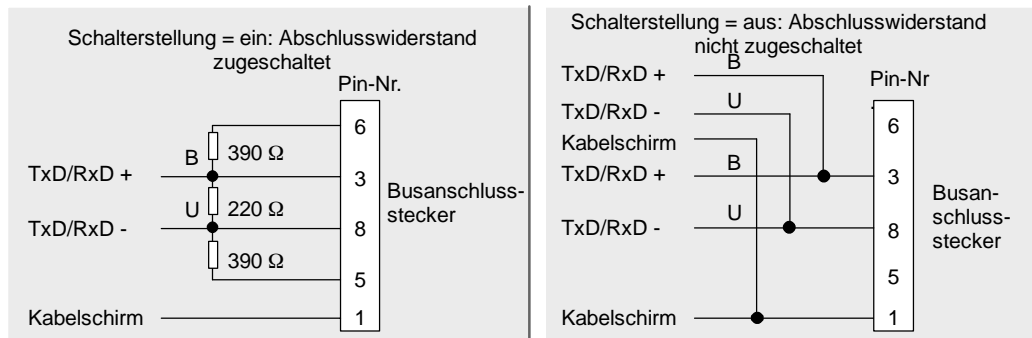 Schalterstellung = ein: Abschlusswiderstand
zugeschaltet
Pin-Nr.
6
390 Ω
B
TxD/RxD +
3
220 Ω
U
TxD/RxD -
8
390 Ω
5
Kabelschirm
1
Busanschluss-
stecker
Schalterstellung = aus: Abschlusswiderstand
nicht zugeschaltet
B
TxD/RxD +
Pin-Nr
U
TxD/RxD -
6
Kabelschirm
B
TxD/RxD +
3
U
TxD/RxD -
8
5
Kabelschirm
1
Busan-
schluss-
stecker